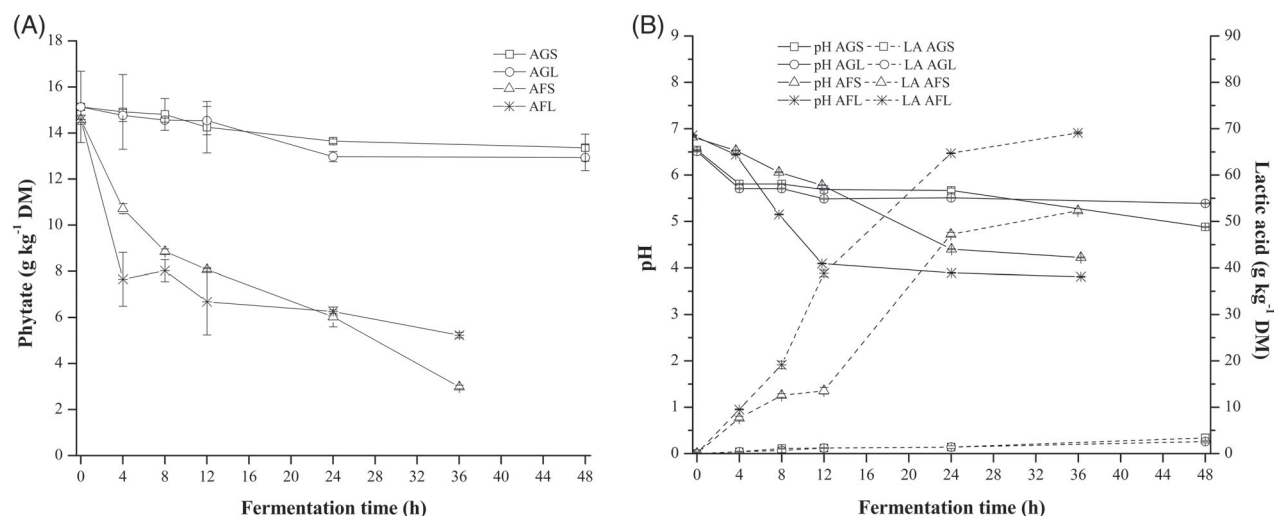 (A)
18
16
14
12
10
8
6
4
2
0
Phytate (g kg⁻¹ DM)
AGS
AGL
AFS
AFL
0 4 8 12 16 20 24 28 32 36 40 44 48
Fermentation time (h)
(B)
9
8
7
6
5
4
3
2
1
0
pH
pH AGS LA AGS
pH AGL LA AGL
pH AFS LA AFS
pH AFL LA AFL
90
80
70
60
50
40
30
20
10
0
Lactic acid (g kg⁻¹ DM)
0 4 8 12 16 20 24 28 32 36 40 44 48
Fermentation time (h)